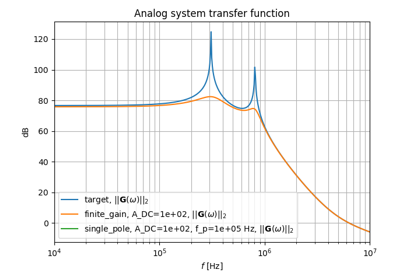 Analog system transfer function
dB
120
100
80
60
40
20
0
target, ||G(ω)||₂
finite_gain, A_DC=1e+02, ||G(ω)||₂
single_pole, A_DC=1e+02, f_p=1e+05 Hz, ||G(ω)||₂
10⁴ 10⁵ 10⁶ 10⁷
f [Hz]